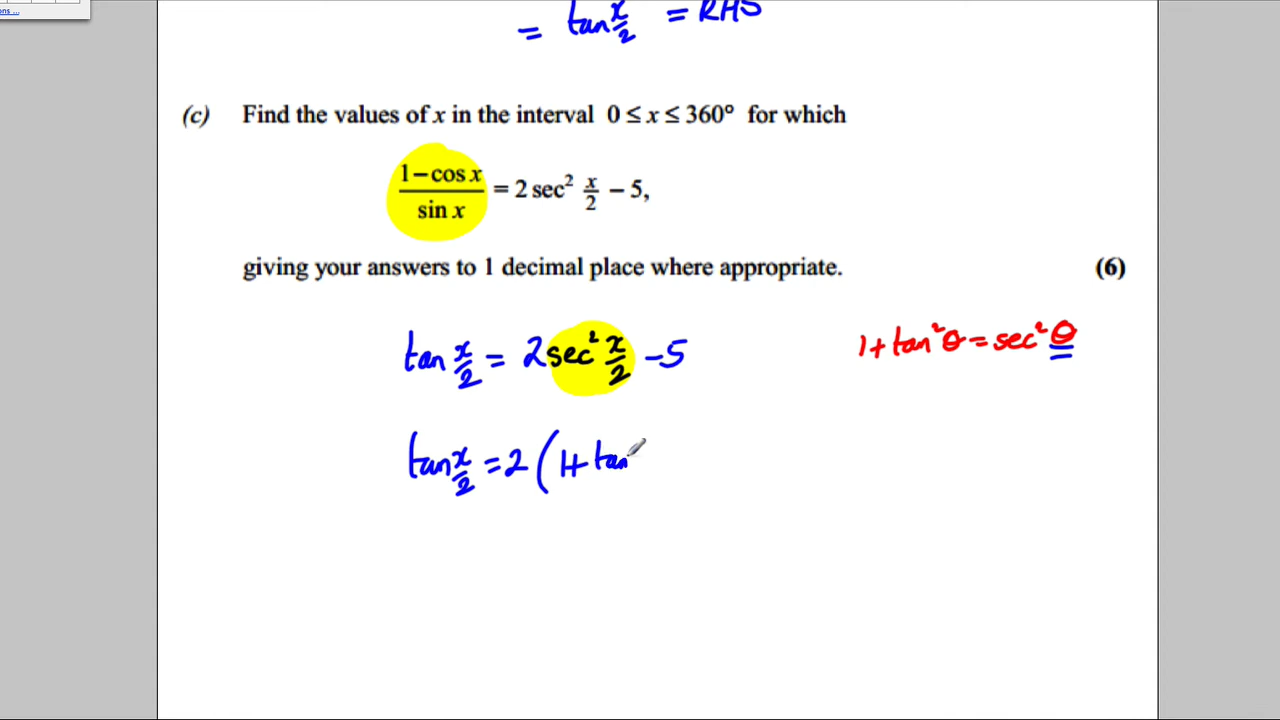 ons ...
= tan x/2 = RHS
(c) Find the values of x in the interval 0 ≤ x ≤ 360° for which
(1 – cos x)/(sin x) = 2 sec² x/2 – 5,
giving your answers to 1 decimal place where appropriate. (6)
tan x/2 = 2sec² x/2 - 5 1 + tan²θ = sec²θ
tan x/2 = 2 (1 + tan